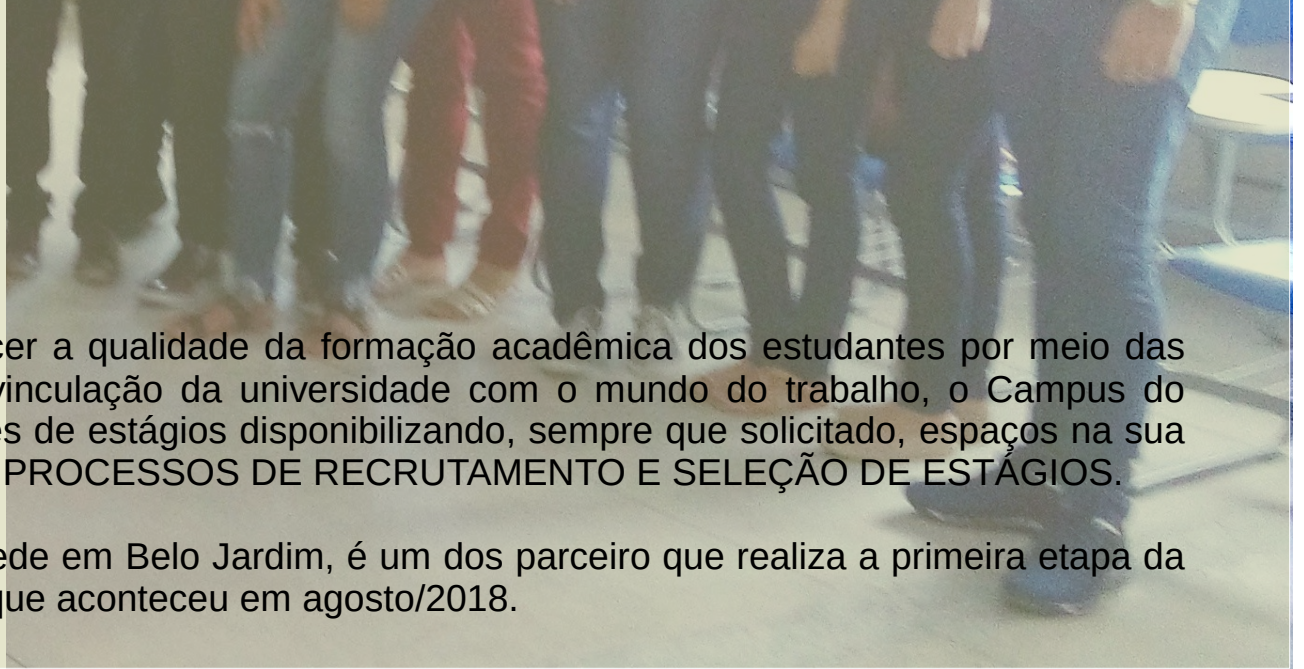 a qualidade da formação acadêmica dos estudantes por meio das
vinculação da universidade com o mundo do trabalho, o Campus do
de estágios disponibilizando, sempre que solicitado, espaços na sua
PROCESSOS DE RECRUTAMENTO E SELEÇÃO DE ESTÁGIOS.
em Belo Jardim, é um dos parceiro que realiza a primeira etapa da
que aconteceu em agosto/2018.